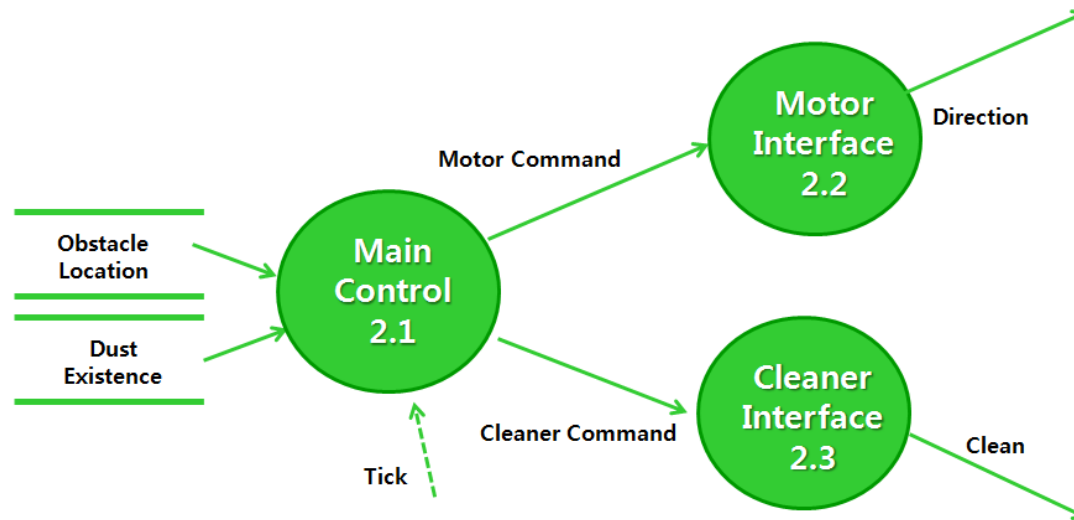 Motor
Interface
2.2
Direction
Motor Command
Obstacle
Location
Main
Control
2.1
Dust
Existence
Cleaner
Interface
2.3
Cleaner Command
Clean
Tick